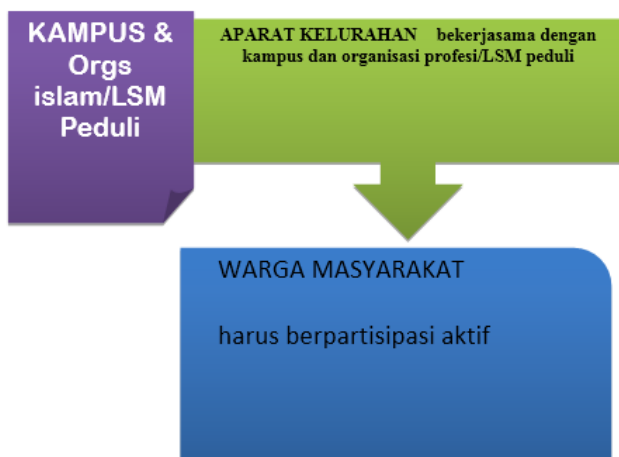 KAMPUS &
Orgs
islam/LSM
Peduli
APARAT KELURAHAN bekerjasama dengan
kampus dan organisasi profesi/LSM peduli
WARGA MASYARAKAT
harus berpartisipasi aktif